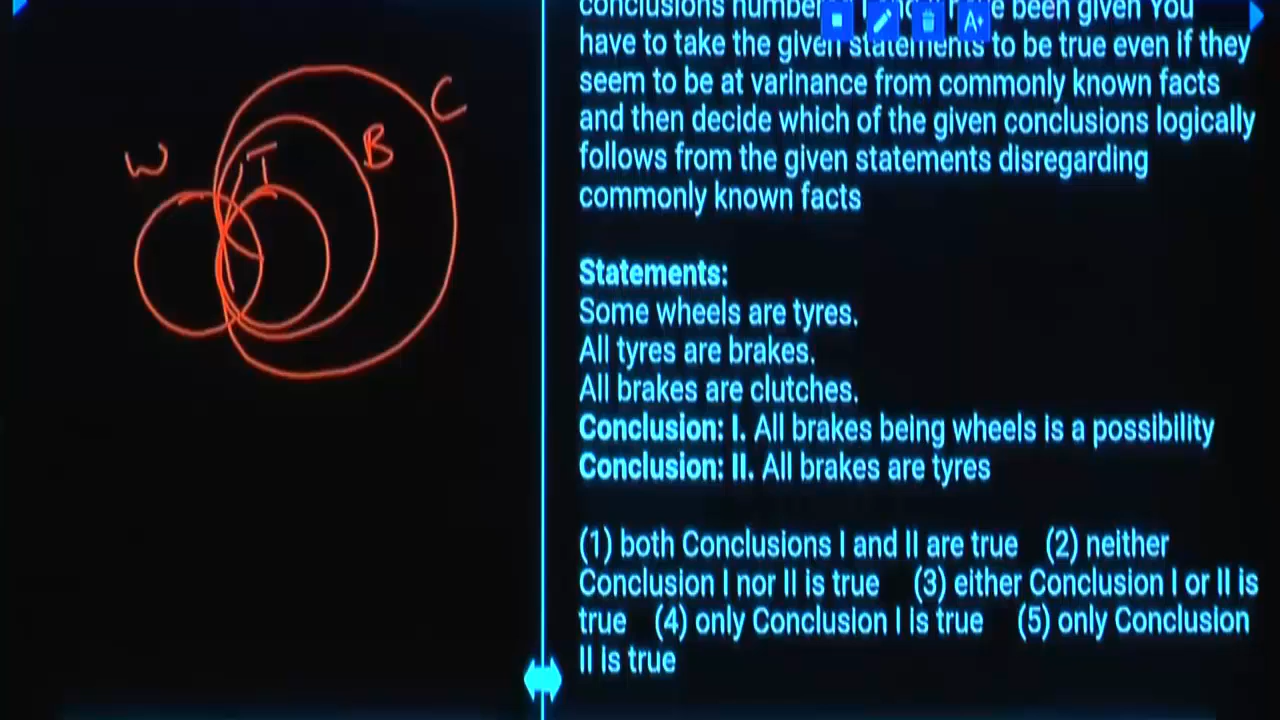 W
T
B
C
A+
conclusions been given You
have to take the given statements to be true even if they
seem to be at varinance from commonly known facts
and then decide which of the given conclusions logically
follows from the given statements disregarding
commonly known facts
Statements:
Some wheels are tyres.
All tyres are brakes.
All brakes are clutches.
Conclusion: I. All brakes being wheels is a possibility
Conclusion: II. All brakes are tyres
(1) both Conclusions I and II are true (2) neither
Conclusion I nor II is true (3) either Conclusion I or II is
true (4) only Conclusion I is true (5) only Conclusion
II is true